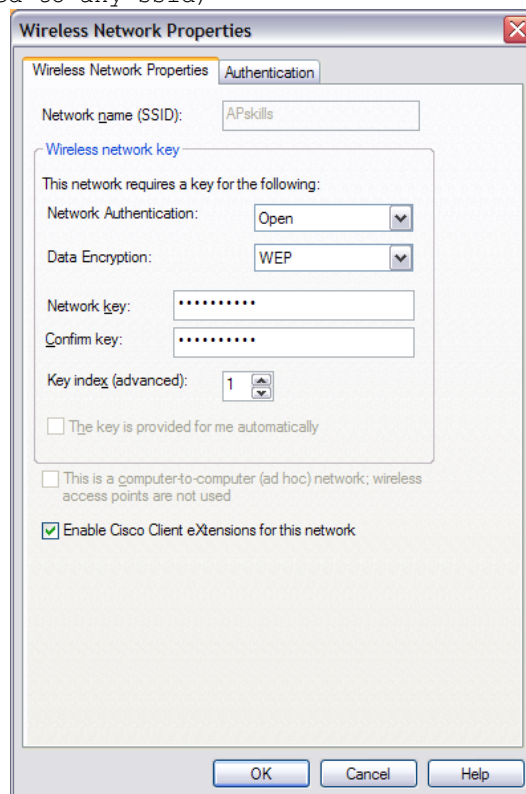 to any ssid)
Wireless Network Properties
Wireless Network Properties Authentication
Network name (SSID): APskills
Wireless network key
This network requires a key for the following:
Network Authentication: Open
Data Encryption: WEP
Network key: ••••••••••
Confirm key: ••••••••••
Key index (advanced): 1
The key is provided for me automatically
This is a computer-to-computer (ad hoc) network; wireless
access points are not used
Enable Cisco Client eXtensions for this network
OK Cancel Help